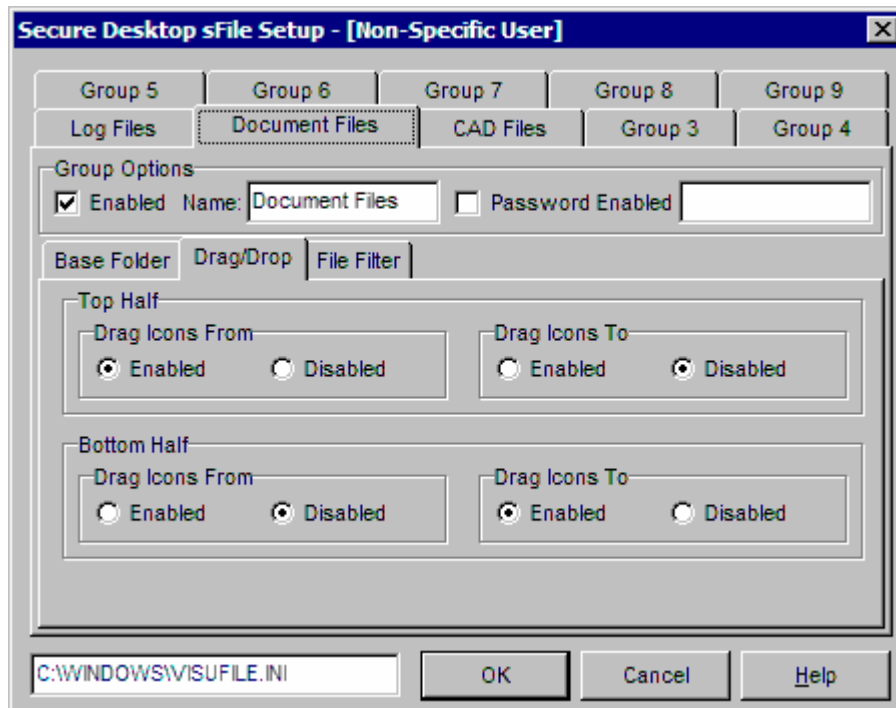 Secure Desktop sFile Setup - [Non-Specific User]
Group 5 Group 6 Group 7 Group 8 Group 9
Log Files Document Files CAD Files Group 3 Group 4
Group Options
Enabled Name: Document Files Password Enabled
Base Folder Drag/Drop File Filter
Top Half
Drag Icons From Drag Icons To
Enabled Disabled Enabled Disabled
Bottom Half
Drag Icons From Drag Icons To
Enabled Disabled Enabled Disabled
C:\WINDOWS\VISUFILE.INI OK Cancel Help